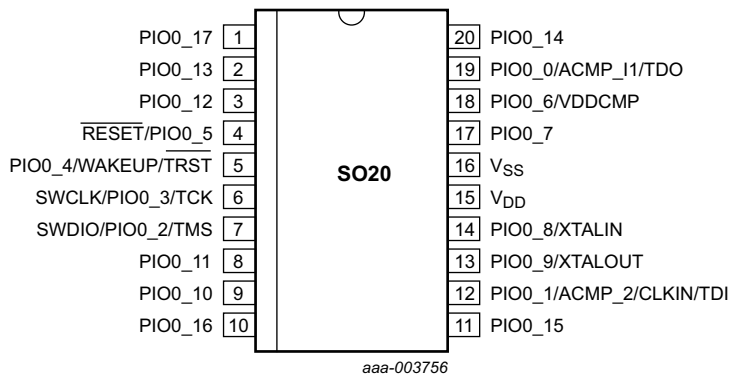 PIO0_17 1
PIO0_13 2
PIO0_12 3
RESET/PIO0_5 4
PIO0_4/WAKEUP/TRST 5
SWCLK/PIO0_3/TCK 6
SWDIO/PIO0_2/TMS 7
PIO0_11 8
PIO0_10 9
PIO0_16 10
SO20
20 PIO0_14
19 PIO0_0/ACMP_I1/TDO
18 PIO0_6/VDDCMP
17 PIO0_7
16 VSS
15 VDD
14 PIO0_8/XTALIN
13 PIO0_9/XTALOUT
12 PIO0_1/ACMP_2/CLKIN/TDI
11 PIO0_15
aaa-003756